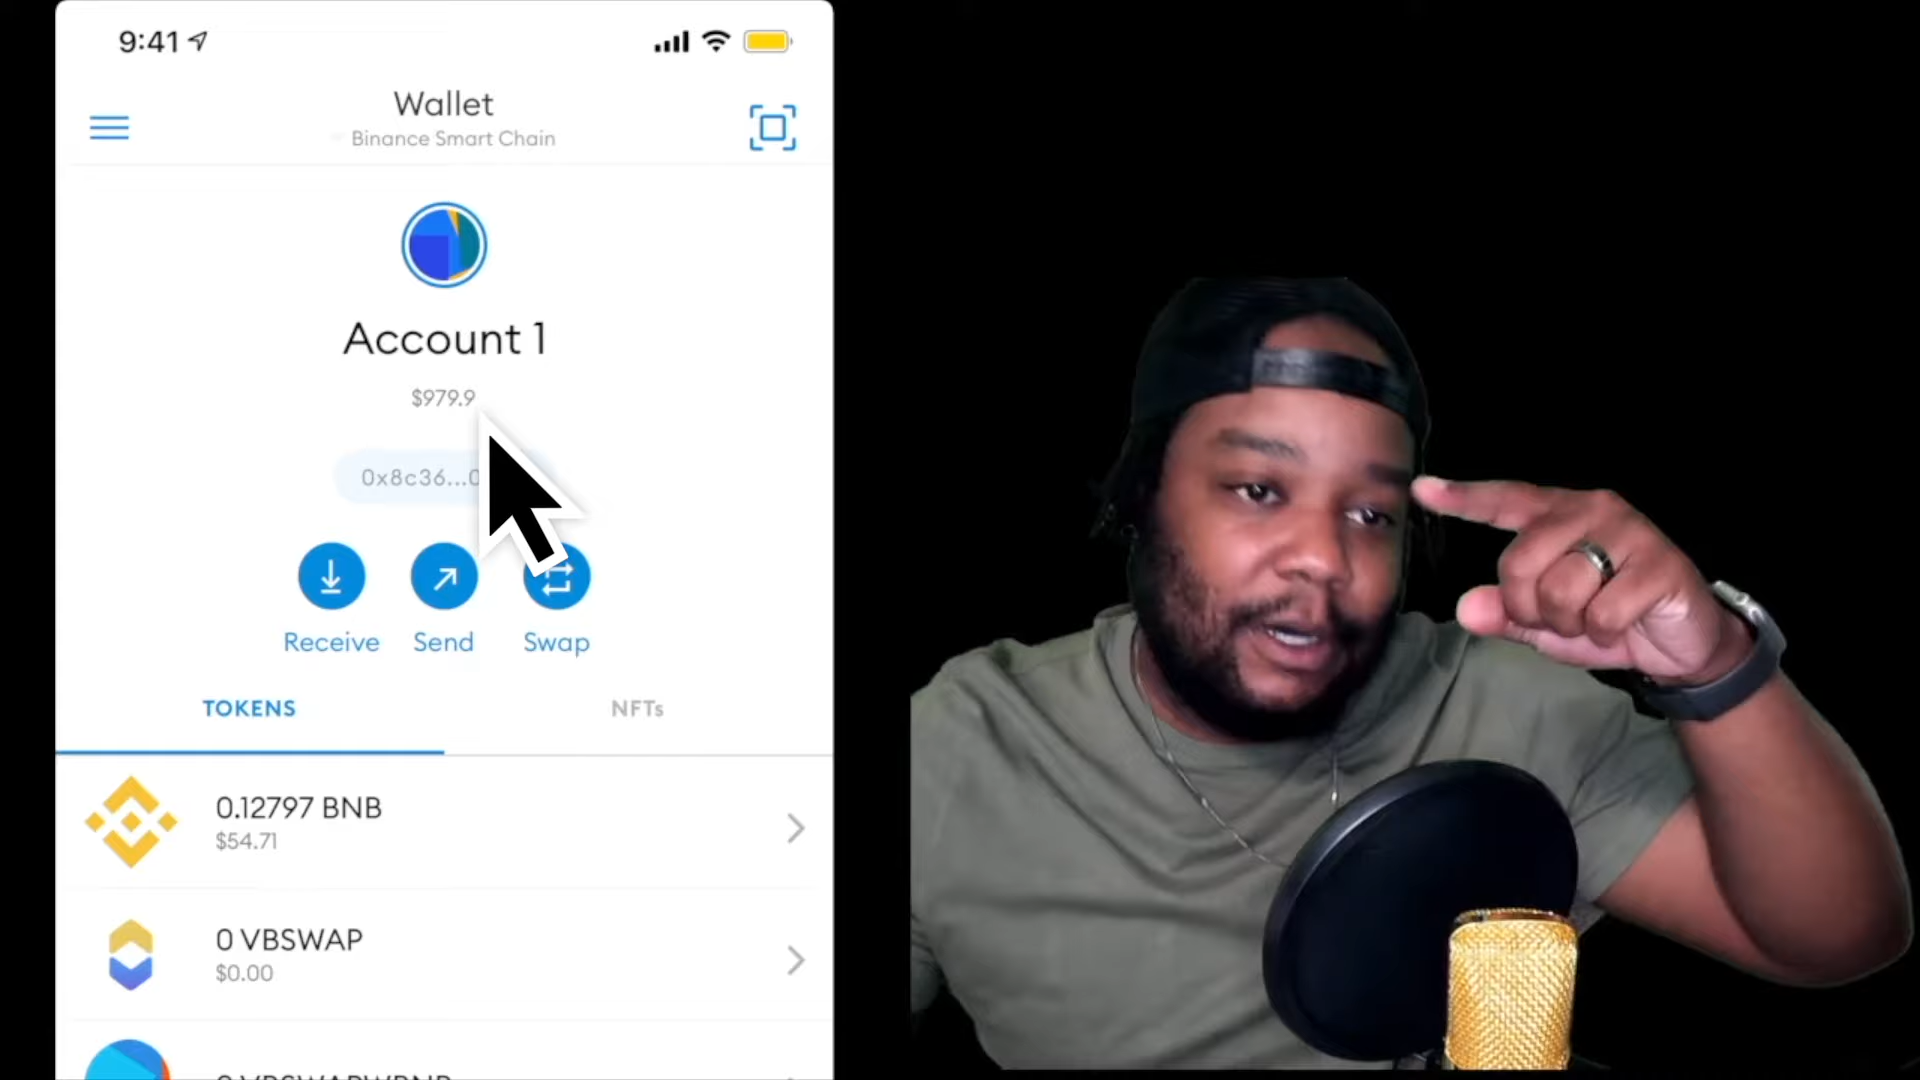 9:41
Wallet
Binance Smart Chain
Account 1
$979.9
0x8c36...0
Receive Send Swap
TOKENS NFTs
0.12797 BNB
$54.71
0 VBSWAP
$0.00